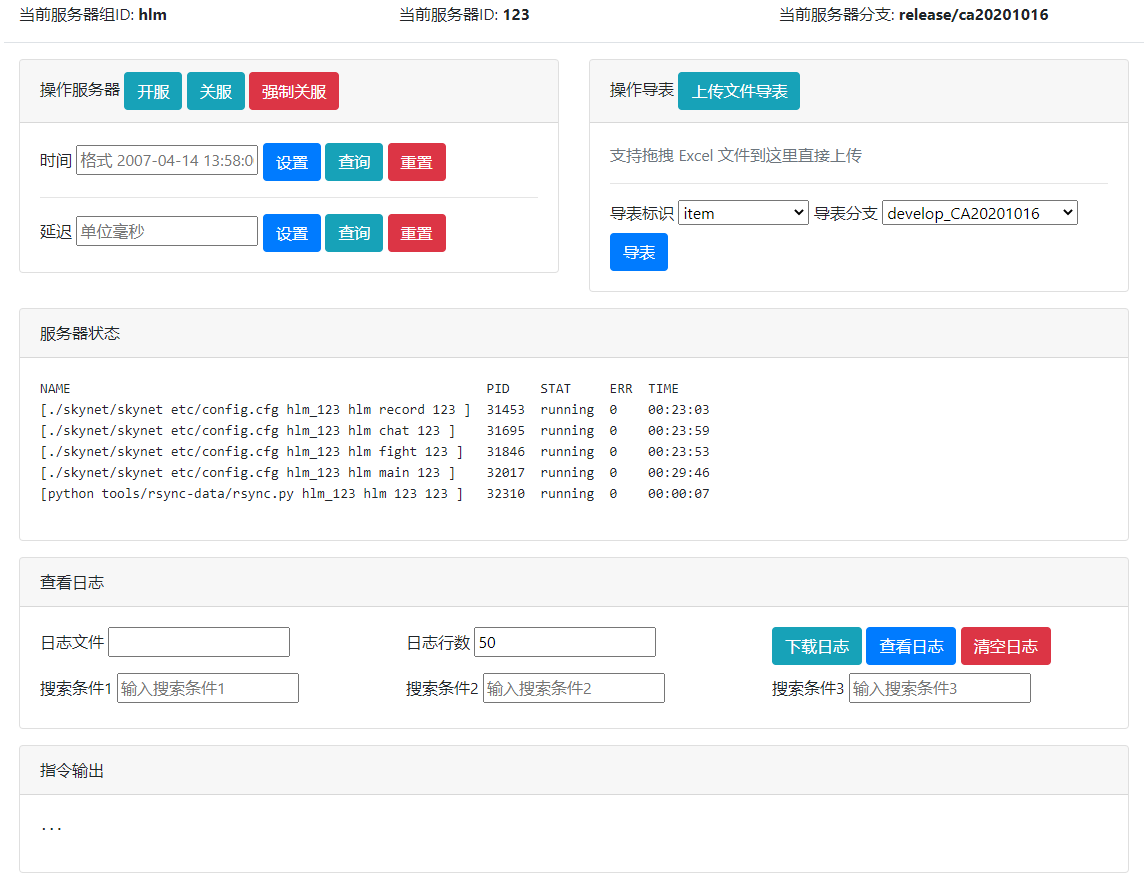 当前服务器组ID: hlm 当前服务器ID: 123 当前服务器分支: release/ca20201016
操作服务器 开服 关服 强制关服
时间 格式 2007-04-14 13:58:0 设置 查询 重置
延迟 单位毫秒 设置 查询 重置
操作导表 上传文件导表
支持拖拽 Excel 文件到这里直接上传
导表标识 item 导表分支 develop_CA20201016
导表
服务器状态
NAME PID STAT ERR TIME
[./skynet/skynet etc/config.cfg hlm_123 hlm record 123 ] 31453 running 0 00:23:03
[./skynet/skynet etc/config.cfg hlm_123 hlm chat 123 ] 31695 running 0 00:23:59
[./skynet/skynet etc/config.cfg hlm_123 hlm fight 123 ] 31846 running 0 00:23:53
[./skynet/skynet etc/config.cfg hlm_123 hlm main 123 ] 32017 running 0 00:29:46
[python tools/rsync-data/rsync.py hlm_123 hlm 123 123 ] 32310 running 0 00:00:07
查看日志
日志文件 日志行数 50 下载日志 查看日志 清空日志
搜索条件1 输入搜索条件1 搜索条件2 输入搜索条件2 搜索条件3 输入搜索条件3
指令输出
...